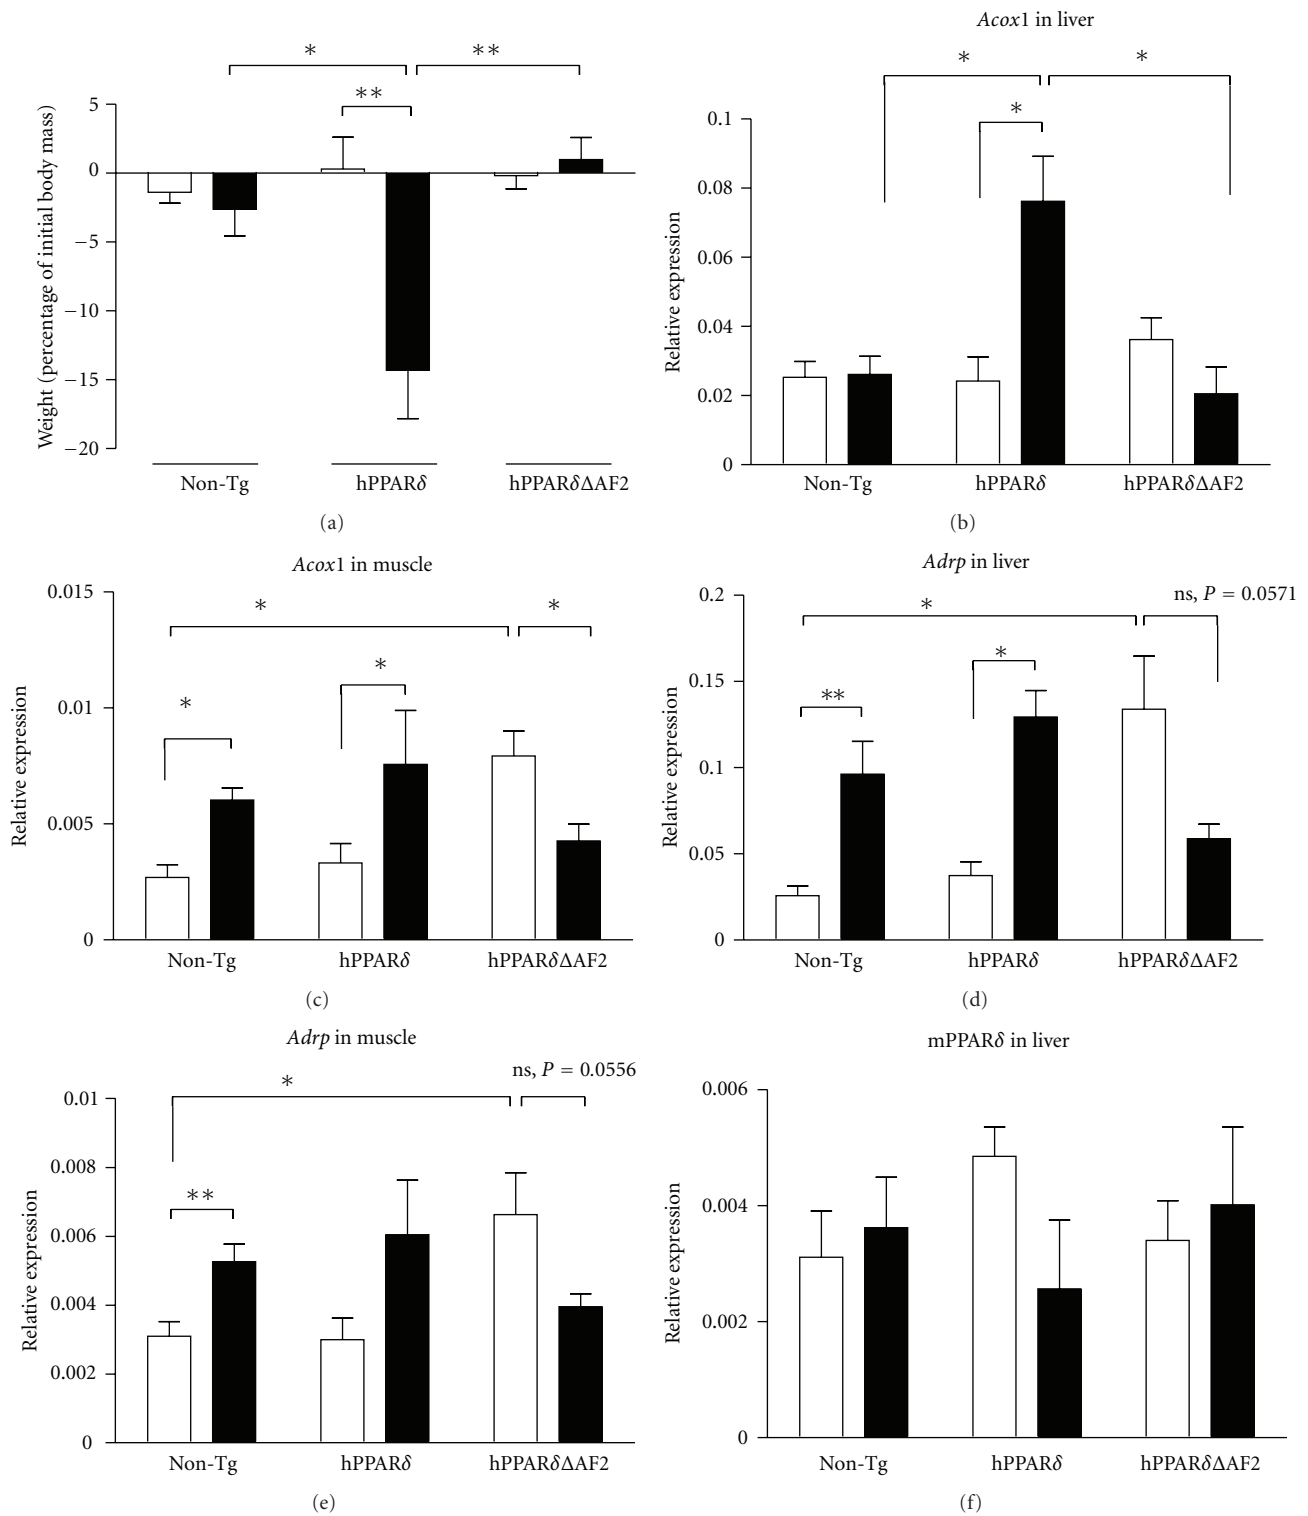 ∗
∗∗
∗∗
5
0
−5
−10
−15
−20
Weight (percentage of initial body mass)
Non-Tg
hPPARδ
hPPARδΔAF2
(a)
Acox1 in liver
∗
∗
∗
0.1
0.08
0.06
0.04
0.02
0
Relative expression
Non-Tg
hPPARδ
hPPARδΔAF2
(b)
Acox1 in muscle
0.015
0.01
0.005
0
∗
∗
∗
∗
Relative expression
Non-Tg
hPPARδ
hPPARδΔAF2
(c)
Adrp in liver
ns, P = 0.0571
0.2
0.15
0.1
0.05
0
∗
∗
∗∗
Relative expression
Non-Tg
hPPARδ
hPPARδΔAF2
(d)
Adrp in muscle
ns, P = 0.0556
∗
∗∗
0.01
0.008
0.006
0.004
0.002
0
Relative expression
Non-Tg
hPPARδ
hPPARδΔAF2
(e)
mPPARδ in liver
0.006
0.004
0.002
0
Relative expression
Non-Tg
hPPARδ
hPPARδΔAF2
(f)